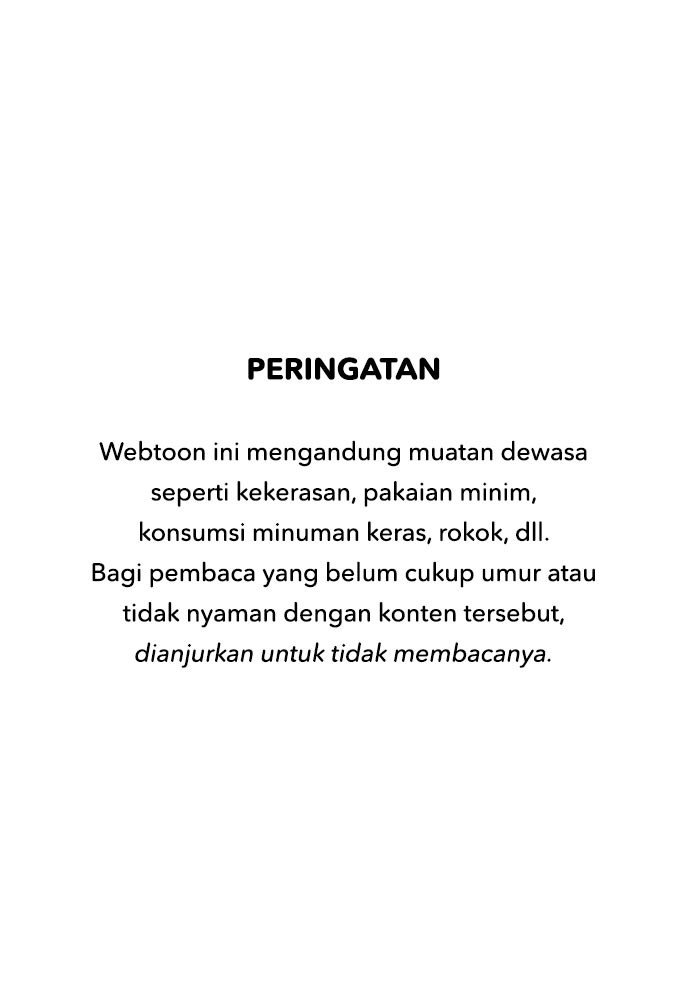 PERINGATAN
Webtoon ini mengandung muatan dewasa
seperti kekerasan, pakaian minim,
konsumsi minuman keras, rokok, dll.
Bagi pembaca yang belum cukup umur atau
tidak nyaman dengan konten tersebut,
dianjurkan untuk tidak membacanya.